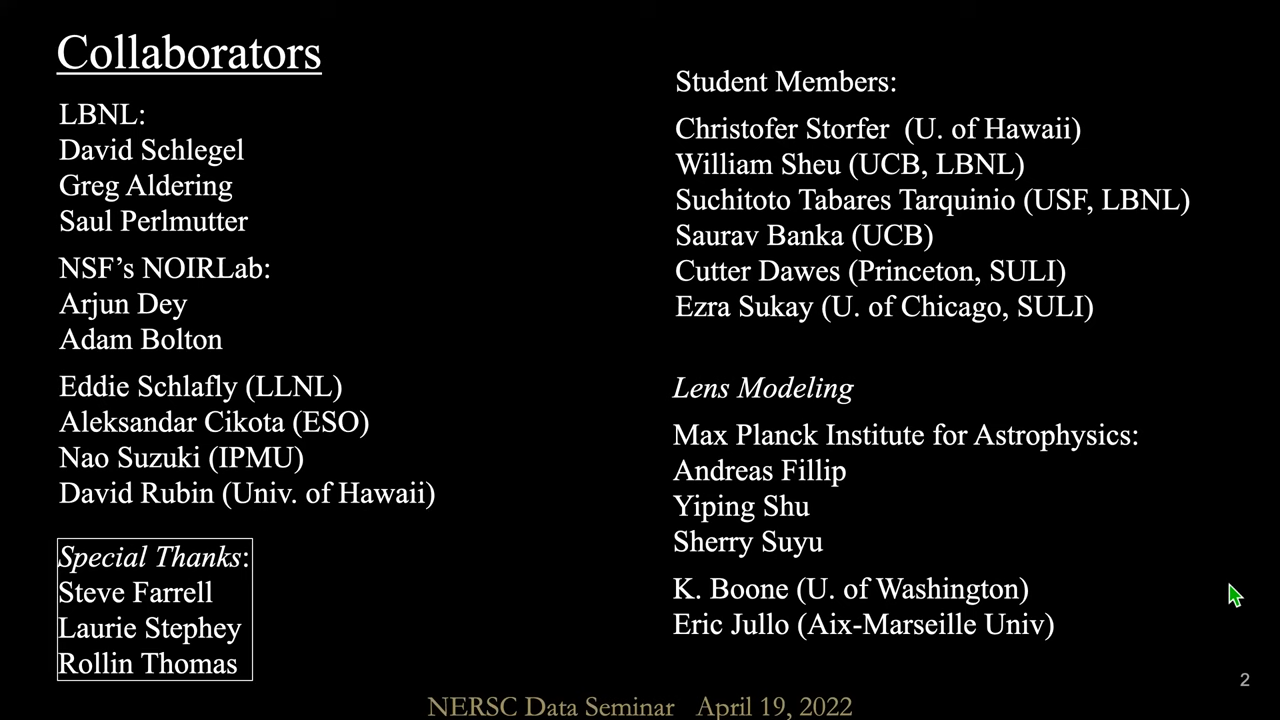 Collaborators
LBNL:
David Schlegel
Greg Aldering
Saul Perlmutter
NSF’s NOIRLab:
Arjun Dey
Adam Bolton
Eddie Schlafly (LLNL)
Aleksandar Cikota (ESO)
Nao Suzuki (IPMU)
David Rubin (Univ. of Hawaii)
Special Thanks:
Steve Farrell
Laurie Stephey
Rollin Thomas
Student Members:
Christofer Storfer (U. of Hawaii)
William Sheu (UCB, LBNL)
Suchitoto Tabares Tarquinio (USF, LBNL)
Saurav Banka (UCB)
Cutter Dawes (Princeton, SULI)
Ezra Sukay (U. of Chicago, SULI)
Lens Modeling
Max Planck Institute for Astrophysics:
Andreas Fillip
Yiping Shu
Sherry Suyu
K. Boone (U. of Washington)
Eric Jullo (Aix-Marseille Univ)
2
NERSC Data Seminar April 19, 2022